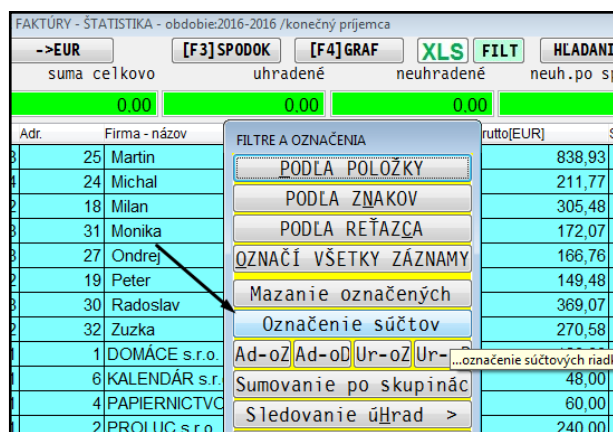 FAKTÚRY - ŠTATISTIKA - obdobie:2016-2016 /konečný príjemca
->EUR [F3]SPODOK [F4]GRAF XLS FILT
suma celkovo uhradené neuhradené neuh.po
0,00 0,00 0,00
Adr. Firma - názov rutto[EUR]
25 Martin 838,93
24 Michal 211,77
18 Milan 305,48
31 Monika 172,07
27 Ondrej 166,76
19 Peter 149,48
30 Radoslav 369,07
32 Zuzka 270,58
1 DOMÁCE s.r.o.
6 KALENDÁR s.r. 48,00
4 PAPIERNICTVO 60,00
2 PROLUC s.r.o. 240,00
FILTRE A OZNAČENIA
PODĽA POLOŽKY
PODĽA ZNAKOV
PODĽA REŤAZCA
OZNAČÍ VŠETKY ZÁZNAMY
Mazanie označených
Označenie súčtov
Ad-oZ Ad-oD Ur-oZ
...označenie súčtových
Sumovanie po
Sledovanie úHrad >